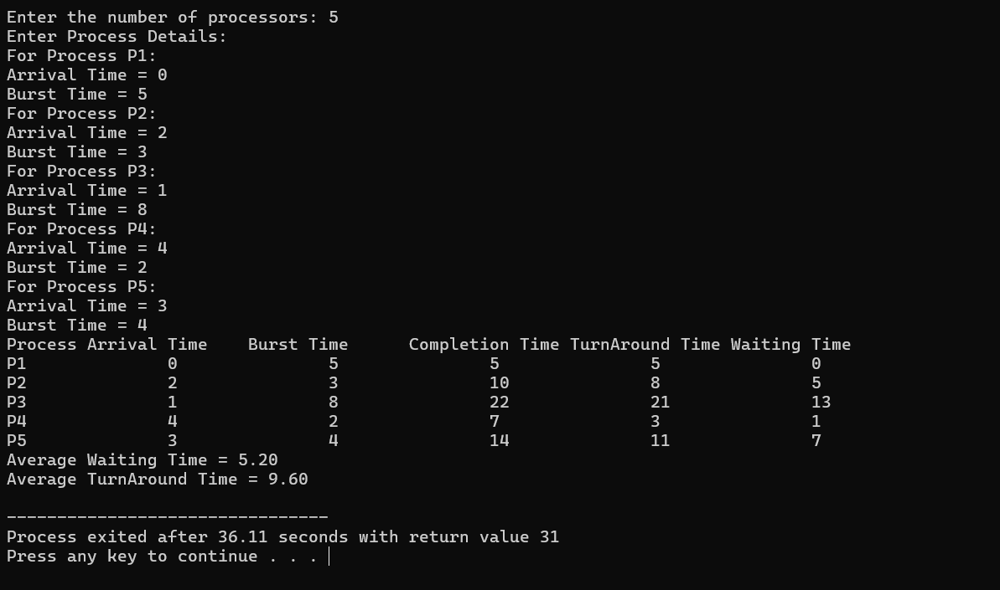 Enter the number of processors: 5
Enter Process Details:
For Process P1:
Arrival Time = 0
Burst Time = 5
For Process P2:
Arrival Time = 2
Burst Time = 3
For Process P3:
Arrival Time = 1
Burst Time = 8
For Process P4:
Arrival Time = 4
Burst Time = 2
For Process P5:
Arrival Time = 3
Burst Time = 4
Process Arrival Time    Burst Time      Completion Time TurnAround Time Waiting Time
P1              0               5               5               5               0
P2              2               3               10              8               5
P3              1               8               22              21              13
P4              4               2               7               3               1
P5              3               4               14              11              7
Average Waiting Time = 5.20
Average TurnAround Time = 9.60
--------------------------------
Process exited after 36.11 seconds with return value 31
Press any key to continue . . .